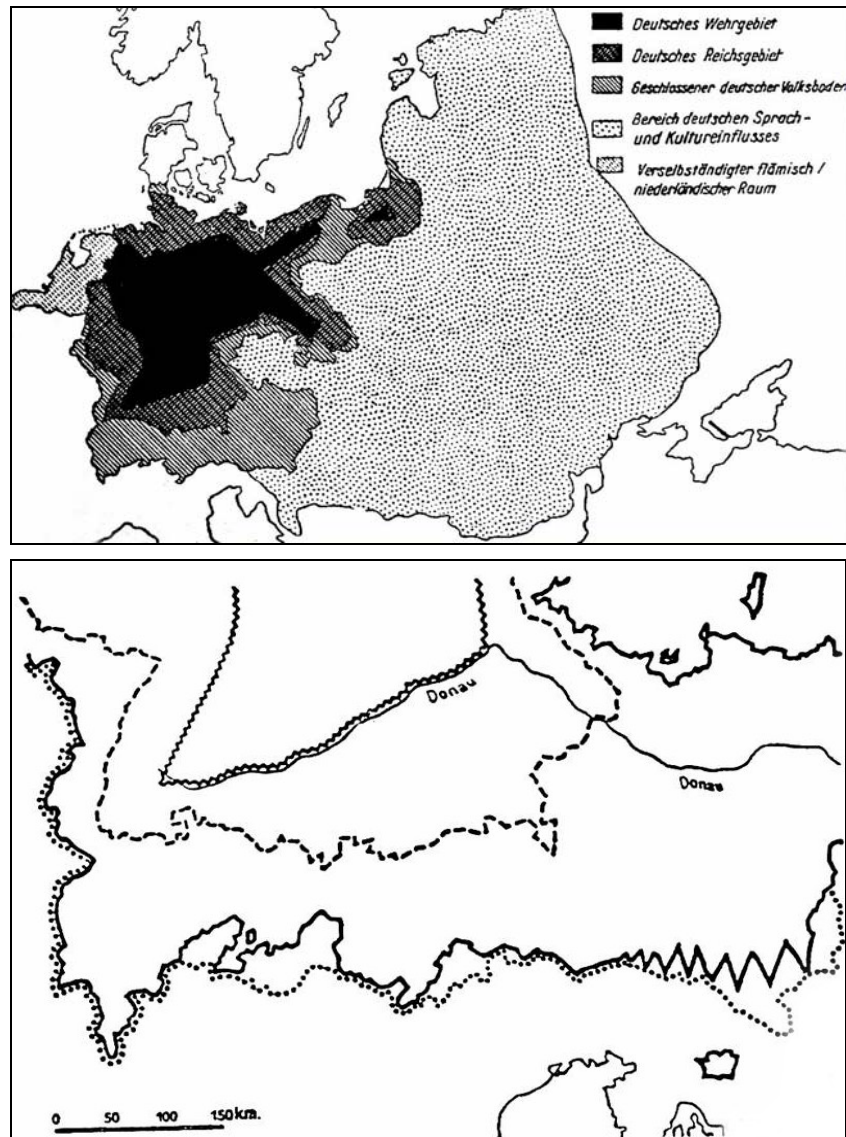 Deutsches Wehrgebiet
Deutsches Reichsgebiet
Geschlossener deutscher Volksboden
Bereich deutschen Sprach-
und Kultureinflusses
Verselbständigter flämisch /
niederländischer Raum
Donau
Donau
0 50 100 150 km.